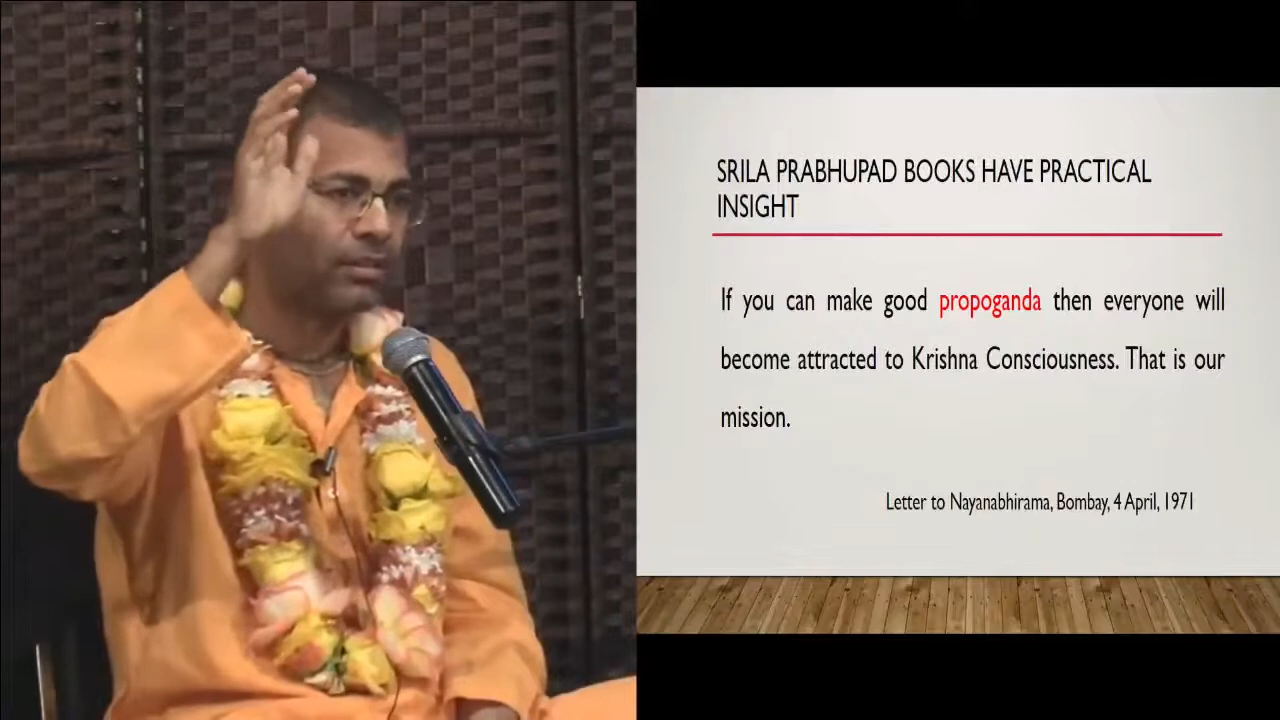 SRILA PRABHUPAD BOOKS HAVE PRACTICAL
INSIGHT
If you can make good propoganda then everyone will
become attracted to Krishna Consciousness. That is our
mission.
Letter to Nayanabhirama, Bombay, 4 April, 1971